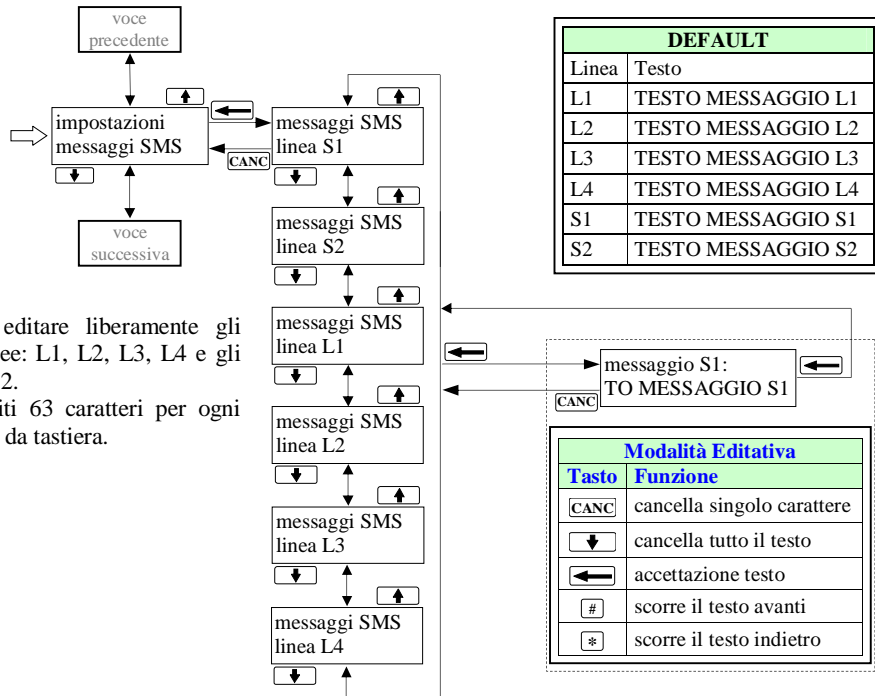 voce
precedente
impostazioni
messaggi SMS
CANC
voce
successiva
messaggi SMS
linea S1
messaggi SMS
linea S2
messaggi SMS
linea L1
messaggi SMS
linea L2
messaggi SMS
linea L3
messaggi SMS
linea L4
editare liberamente gli
ee: L1, L2, L3, L4 e gli
2.
iti 63 caratteri per ogni
da tastiera.
DEFAULT
Linea Testo
L1 TESTO MESSAGGIO L1
L2 TESTO MESSAGGIO L2
L3 TESTO MESSAGGIO L3
L4 TESTO MESSAGGIO L4
S1 TESTO MESSAGGIO S1
S2 TESTO MESSAGGIO S2
messaggio S1:
TO MESSAGGIO S1
CANC
Modalità Editativa
Tasto Funzione
CANC cancella singolo carattere
cancella tutto il testo
accettazione testo
# scorre il testo avanti
* scorre il testo indietro